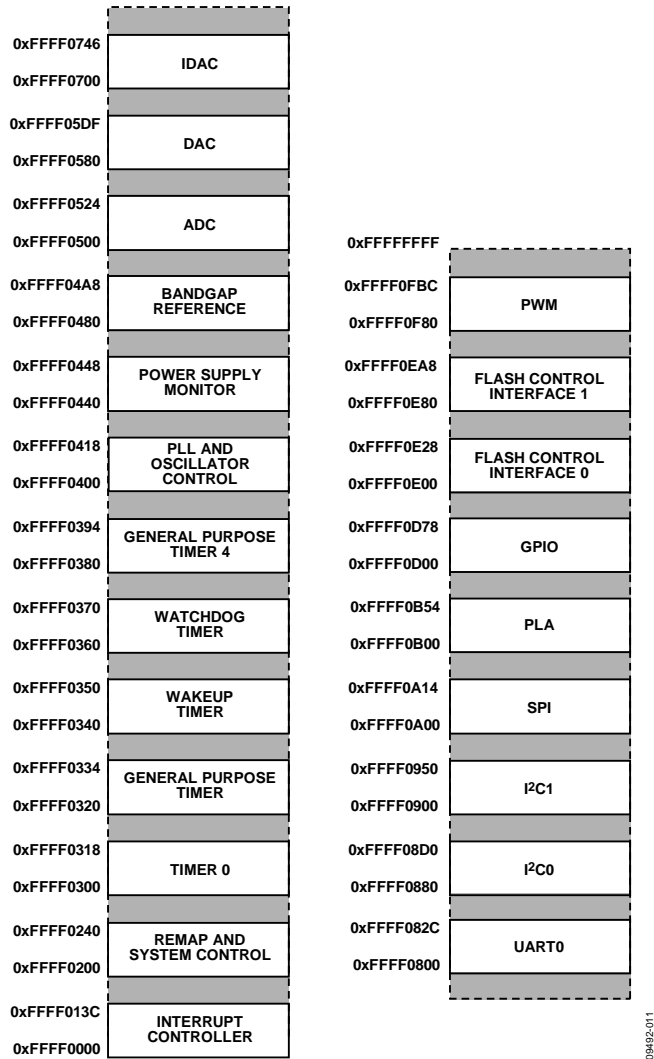 0xFFFF0746
IDAC
0xFFFF0700
0xFFFF05DF
DAC
0xFFFF0580
0xFFFF0524
ADC
0xFFFF0500
0xFFFF04A8
BANDGAP
REFERENCE
0xFFFF0480
0xFFFF0448
POWER SUPPLY
MONITOR
0xFFFF0440
0xFFFF0418
PLL AND
OSCILLATOR
CONTROL
0xFFFF0400
0xFFFF0394
GENERAL PURPOSE
TIMER 4
0xFFFF0380
0xFFFF0370
WATCHDOG
TIMER
0xFFFF0360
0xFFFF0350
WAKEUP
TIMER
0xFFFF0340
0xFFFF0334
GENERAL PURPOSE
TIMER
0xFFFF0320
0xFFFF0318
TIMER 0
0xFFFF0300
0xFFFF0240
REMAP AND
SYSTEM CONTROL
0xFFFF0200
0xFFFF013C
INTERRUPT
CONTROLLER
0xFFFF0000
0xFFFFFFFF
0xFFFF0FBC
PWM
0xFFFF0F80
0xFFFF0EA8
FLASH CONTROL
INTERFACE 1
0xFFFF0E80
0xFFFF0E28
FLASH CONTROL
INTERFACE 0
0xFFFF0E00
0xFFFF0D78
GPIO
0xFFFF0D00
0xFFFF0B54
PLA
0xFFFF0B00
0xFFFF0A14
SPI
0xFFFF0A00
0xFFFF0950
I²C1
0xFFFF0900
0xFFFF08D0
I²C0
0xFFFF0880
0xFFFF082C
UART0
0xFFFF0800
09492-011